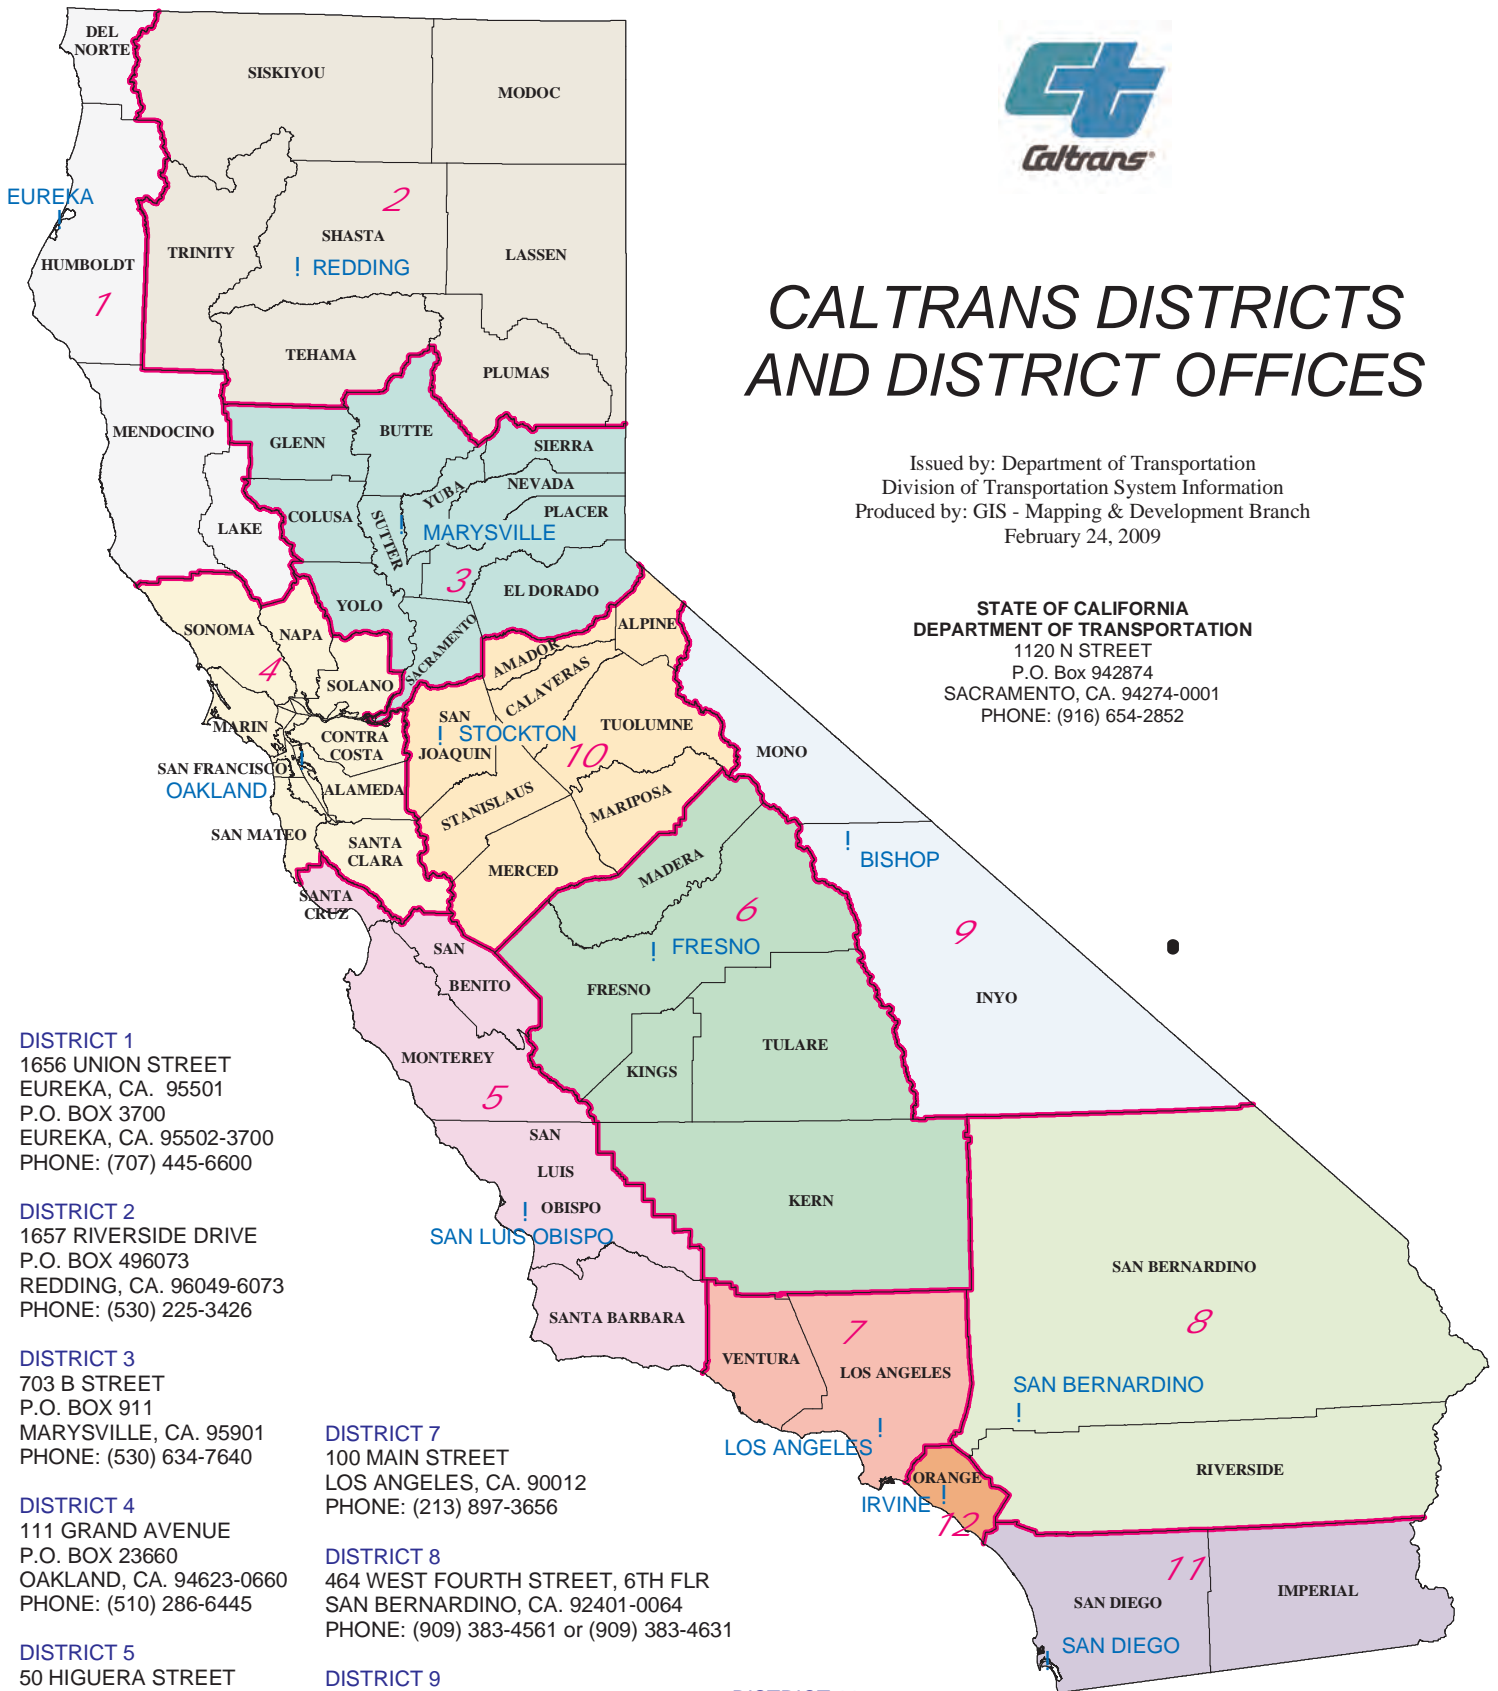 Caltrans
CALTRANS DISTRICTS
AND DISTRICT OFFICES
Issued by: Department of Transportation
Division of Transportation System Information
Produced by: GIS - Mapping & Development Branch
February 24, 2009
STATE OF CALIFORNIA
DEPARTMENT OF TRANSPORTATION
1120 N STREET
P.O. Box 942874
SACRAMENTO, CA. 94274-0001
PHONE: (916) 654-2852
DEL
NORTE
SISKIYOU
MODOC
EUREKA
!
HUMBOLDT
1
TRINITY
2
SHASTA
! REDDING
LASSEN
TEHAMA
PLUMAS
MENDOCINO
LAKE
GLENN
BUTTE
SIERRA
YUBA
NEVADA
COLUSA
SUTTER
PLACER
! MARYSVILLE
3
EL DORADO
YOLO
SACRAMENTO
SONOMA
NAPA
4
SOLANO
MARIN
CONTRA
COSTA
SAN FRANCISCO
!
OAKLAND
ALAMEDA
SAN MATEO
SANTA
CLARA
ALPINE
AMADOR
CALAVERAS
SAN
JOAQUIN
! STOCKTON
TUOLUMNE
10
STANISLAUS
MARIPOSA
MERCED
MONO
! BISHOP
9
INYO
MADERA
6
! FRESNO
FRESNO
KINGS
TULARE
KERN
SANTA
CRUZ
SAN
BENITO
MONTEREY
5
SAN
LUIS
OBISPO
!
SAN LUIS OBISPO
SANTA BARBARA
VENTURA
7
LOS ANGELES
!
LOS ANGELES
SAN BERNARDINO
8
SAN BERNARDINO
!
RIVERSIDE
ORANGE
IRVINE !
12
11
SAN DIEGO
IMPERIAL
! SAN DIEGO
DISTRICT 1
1656 UNION STREET
EUREKA, CA. 95501
P.O. BOX 3700
EUREKA, CA. 95502-3700
PHONE: (707) 445-6600
DISTRICT 2
1657 RIVERSIDE DRIVE
P.O. BOX 496073
REDDING, CA. 96049-6073
PHONE: (530) 225-3426
DISTRICT 3
703 B STREET
P.O. BOX 911
MARYSVILLE, CA. 95901
PHONE: (530) 634-7640
DISTRICT 4
111 GRAND AVENUE
P.O. BOX 23660
OAKLAND, CA. 94623-0660
PHONE: (510) 286-6445
DISTRICT 5
50 HIGUERA STREET
DISTRICT 7
100 MAIN STREET
LOS ANGELES, CA. 90012
PHONE: (213) 897-3656
DISTRICT 8
464 WEST FOURTH STREET, 6TH FLR
SAN BERNARDINO, CA. 92401-0064
PHONE: (909) 383-4561 or (909) 383-4631
DISTRICT 9